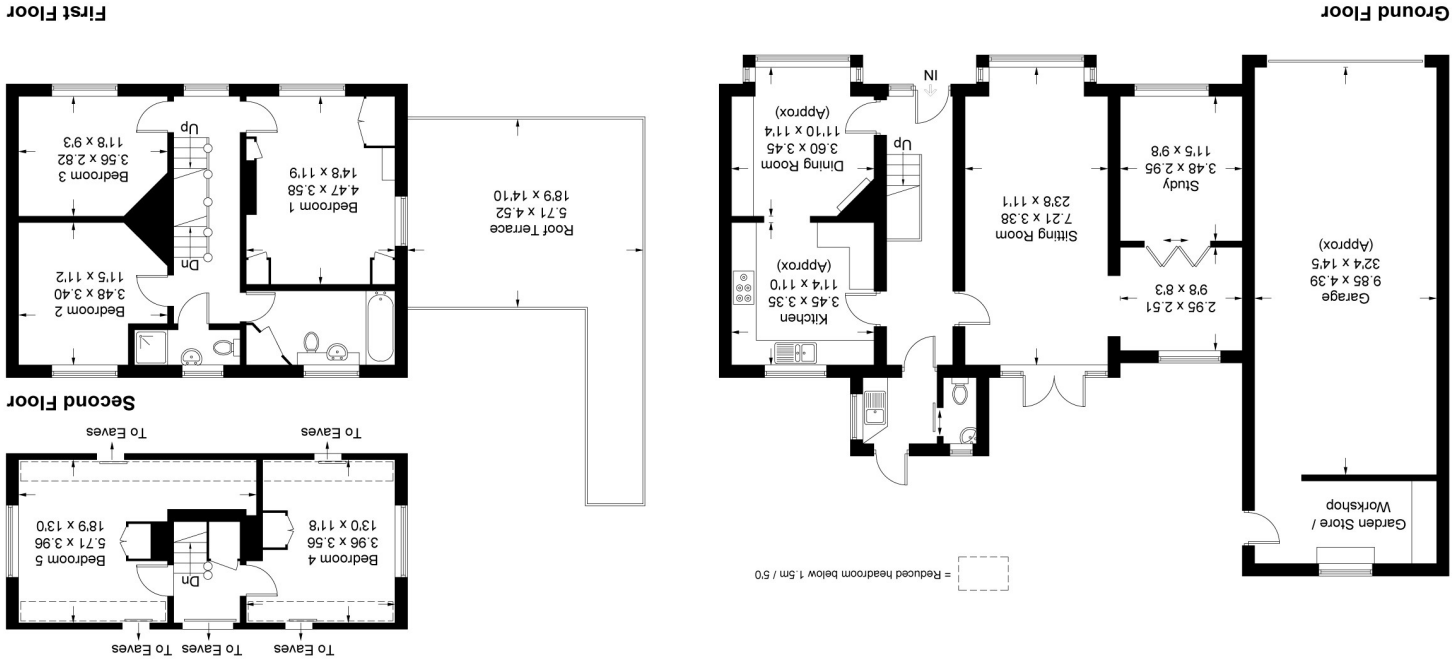 Garden Store /
Workshop
Garage
9.85 x 4.39
32'4 x 14'5
(Approx)
2.95 x 2.51
9'8 x 8'3
Study
3.48 x 2.95
11'5 x 9'8
Sitting Room
7.21 x 3.38
23'8 x 11'1
Kitchen
3.45 x 3.35
11'4 x 11'0
(Approx)
Dining Room
3.60 x 3.45
11'10 x 11'4
(Approx)
Up
IN
Ground Floor
= Reduced headroom below 1.5m / 5'0
To Eaves
To Eaves
To Eaves
Bedroom 4
3.96 x 3.56
13'0 x 11'8
Dn
Bedroom 5
5.71 x 3.96
18'9 x 13'0
To Eaves
To Eaves
Second Floor
Roof Terrace
5.71 x 4.52
18'9 x 14'10
Bedroom 1
4.47 x 3.58
14'8 x 11'9
Dn
Up
Bedroom 2
3.48 x 3.40
11'5 x 11'2
Bedroom 3
3.56 x 2.82
11'8 x 9'3
First Floor